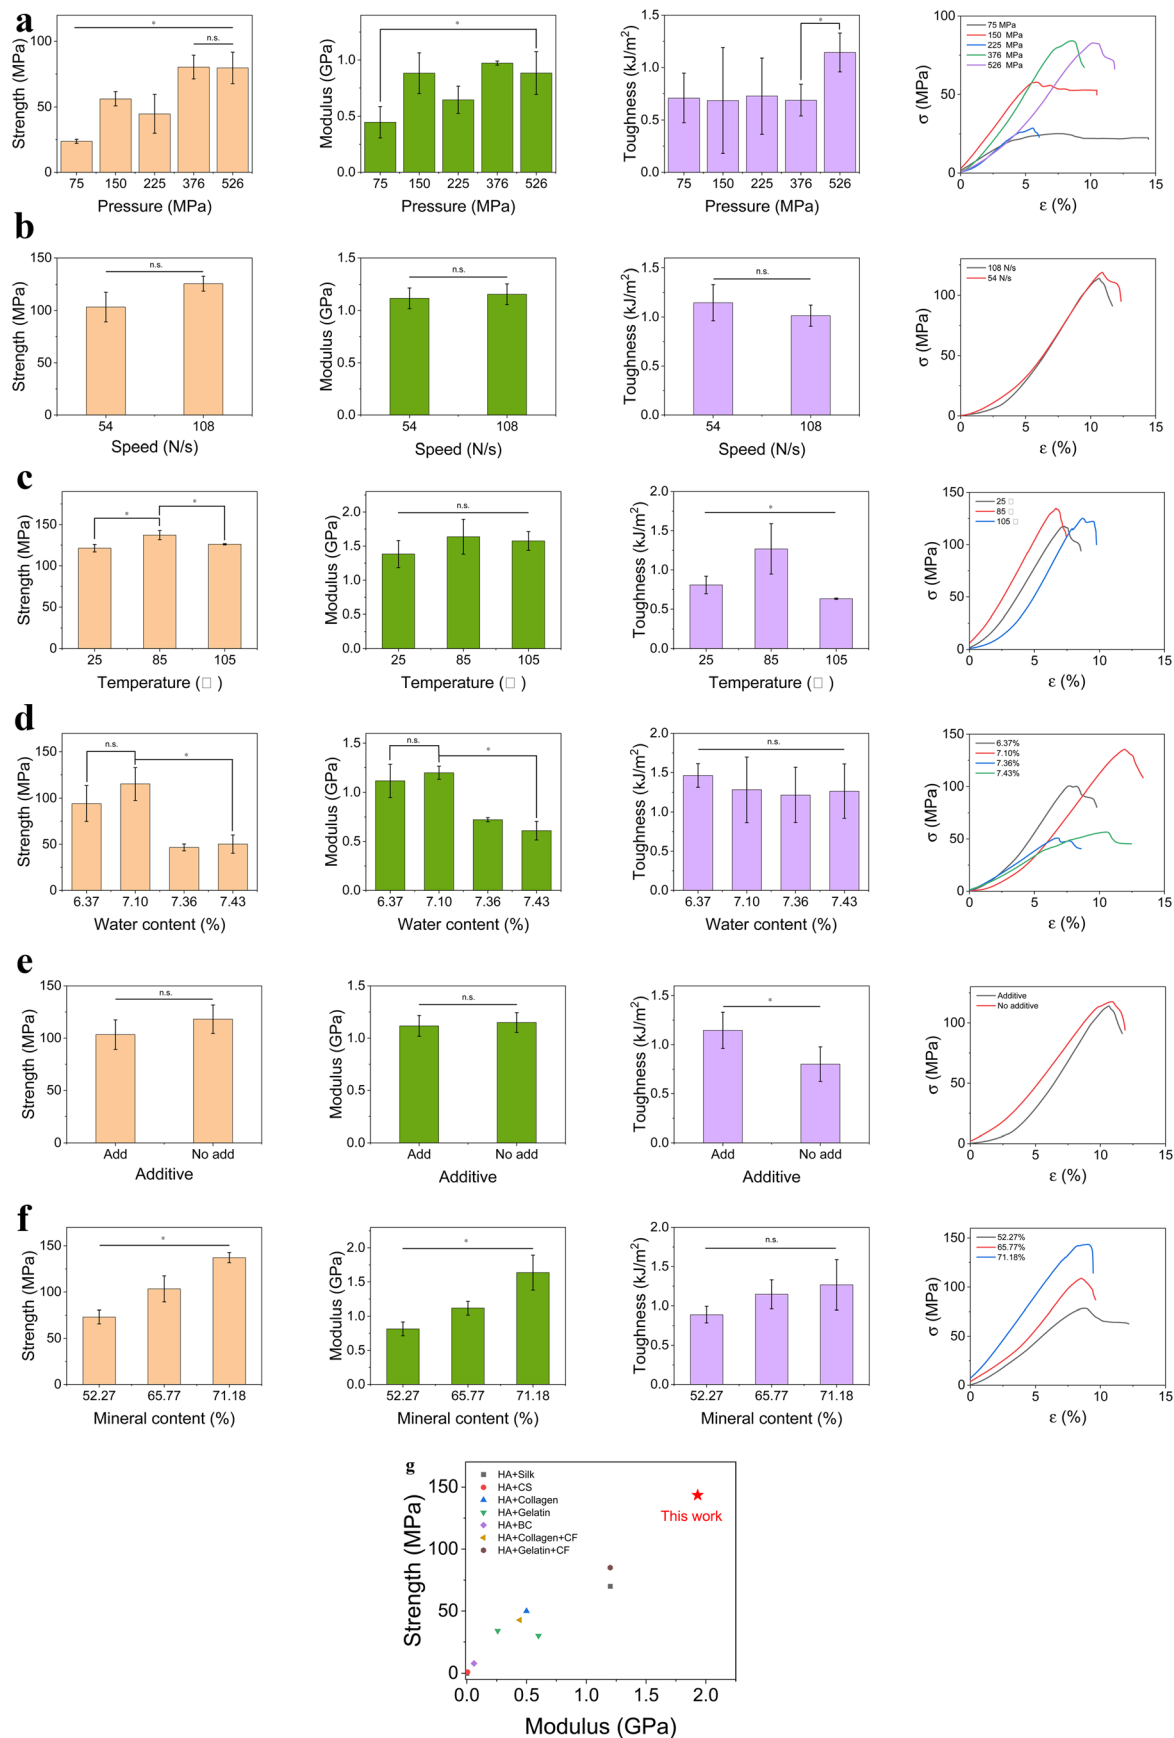 a
Strength (MPa)
100
50
0
*
n.s.
75 150 225 376 526
Pressure (MPa)
Modulus (GPa)
1.0
0.5
0.0
*
75 150 225 376 526
Pressure (MPa)
Toughness (kJ/m²)
1.5
1.0
0.5
0.0
*
75 150 225 376 526
Pressure (MPa)
σ (MPa)
100
50
0
75 MPa
150 MPa
225 MPa
376 MPa
526 MPa
0 5 10 15
ε (%)
b
Strength (MPa)
150
100
50
0
n.s.
54 108
Speed (N/s)
Modulus (GPa)
1.5
1.0
0.5
0.0
n.s.
54 108
Speed (N/s)
Toughness (kJ/m²)
1.5
1.0
0.5
0.0
n.s.
54 108
Speed (N/s)
σ (MPa)
100
50
0
108 N/s
54 N/s
0 5 10 15
ε (%)
c
Strength (MPa)
150
100
50
0
*
*
25 85 105
Temperature (□ )
Modulus (GPa)
2.0
1.5
1.0
0.5
0.0
n.s.
25 85 105
Temperature (□ )
Toughness (kJ/m²)
2.0
1.5
1.0
0.5
0.0
*
25 85 105
Temperature (□ )
σ (MPa)
150
100
50
0
25 □
85 □
105 □
0 5 10 15
ε (%)
d
Strength (MPa)
150
100
50
0
n.s.
*
6.37 7.10 7.36 7.43
Water content (%)
Modulus (GPa)
1.5
1.0
0.5
0.0
n.s.
*
6.37 7.10 7.36 7.43
Water content (%)
Toughness (kJ/m²)
2.0
1.5
1.0
0.5
0.0
n.s.
6.37 7.10 7.36 7.43
Water content (%)
σ (MPa)
150
100
50
0
6.37%
7.10%
7.36%
7.43%
0 5 10 15
ε (%)
e
Strength (MPa)
150
100
50
0
n.s.
Add No add
Additive
Modulus (GPa)
1.5
1.0
0.5
0.0
n.s.
Add No add
Additive
Toughness (kJ/m²)
1.5
1.0
0.5
0.0
*
Add No add
Additive
σ (MPa)
100
50
0
Additive
No additive
0 5 10 15
ε (%)
f
Strength (MPa)
150
100
50
0
*
52.27 65.77 71.18
Mineral content (%)
Modulus (GPa)
2.0
1.5
1.0
0.5
0.0
*
52.27 65.77 71.18
Mineral content (%)
Toughness (kJ/m²)
2.0
1.5
1.0
0.5
0.0
n.s.
52.27 65.77 71.18
Mineral content (%)
σ (MPa)
150
100
50
0
52.27%
65.77%
71.18%
0 5 10 15
ε (%)
g
Strength (MPa)
150
100
50
0
HA+Silk
HA+CS
HA+Collagen
HA+Gelatin
HA+BC
HA+Collagen+CF
HA+Gelatin+CF
This work
0.0 0.5 1.0 1.5 2.0
Modulus (GPa)